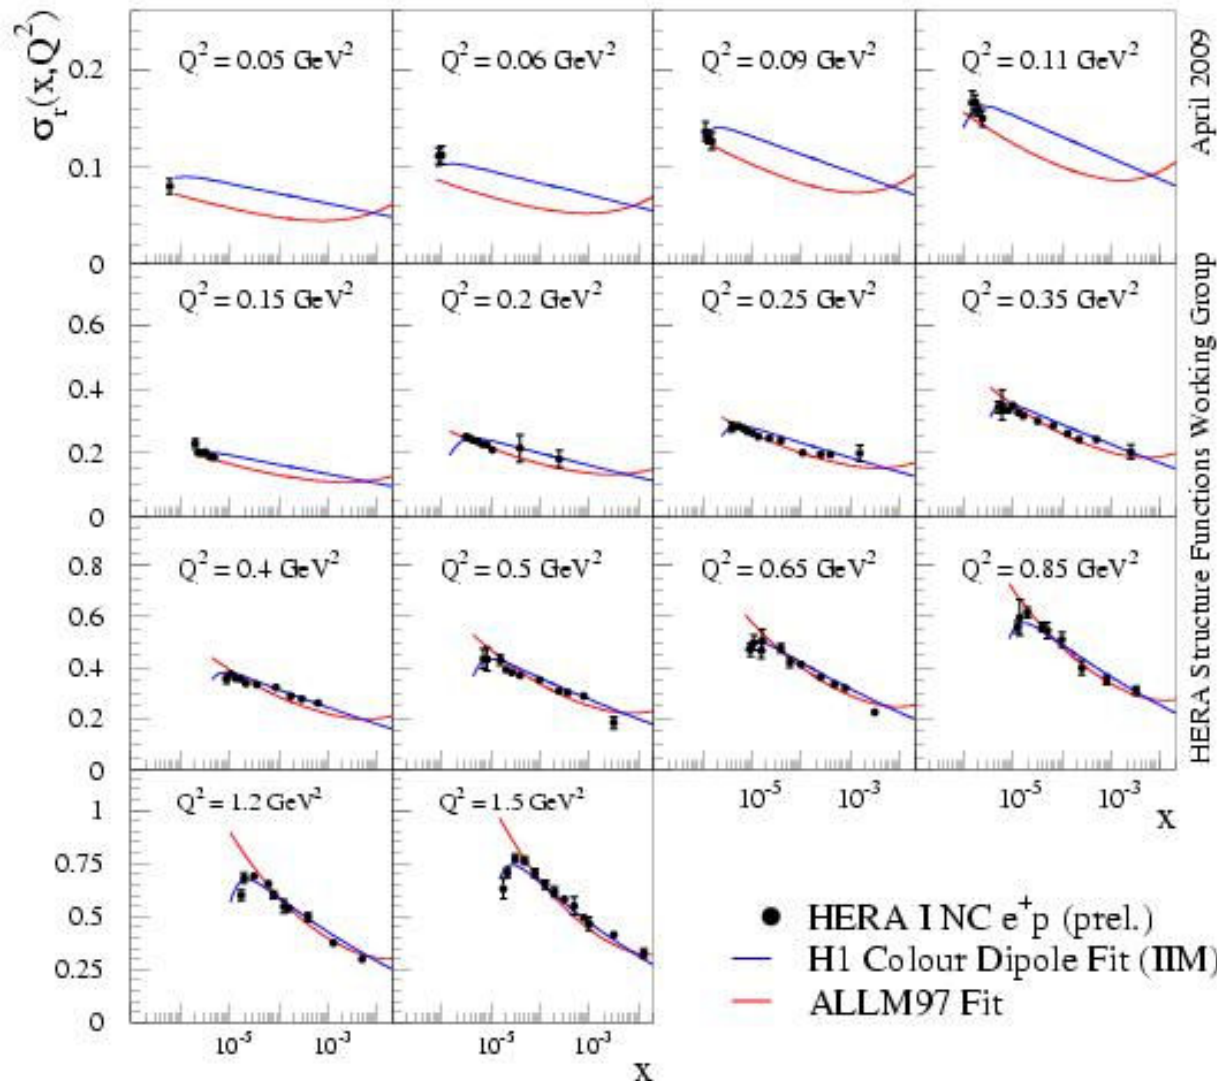 σr(x,Q²)
April 2009
HERA Structure Functions Working Group
Q² = 0.05 GeV²
Q² = 0.06 GeV²
Q² = 0.09 GeV²
Q² = 0.11 GeV²
0.2
0.1
0
Q² = 0.15 GeV²
Q² = 0.2 GeV²
Q² = 0.25 GeV²
Q² = 0.35 GeV²
0.6
0.4
0.2
0
Q² = 0.4 GeV²
Q² = 0.5 GeV²
Q² = 0.65 GeV²
Q² = 0.85 GeV²
0.8
0.6
0.4
0.2
0
10⁻⁵ 10⁻³ 10⁻⁵ 10⁻³
x
Q² = 1.2 GeV²
Q² = 1.5 GeV²
1
0.75
0.5
0.25
0
10⁻⁵ 10⁻³ 10⁻⁵ 10⁻³
x
HERA I NC e⁺p (prel.)
H1 Colour Dipole Fit (IIM)
ALLM97 Fit